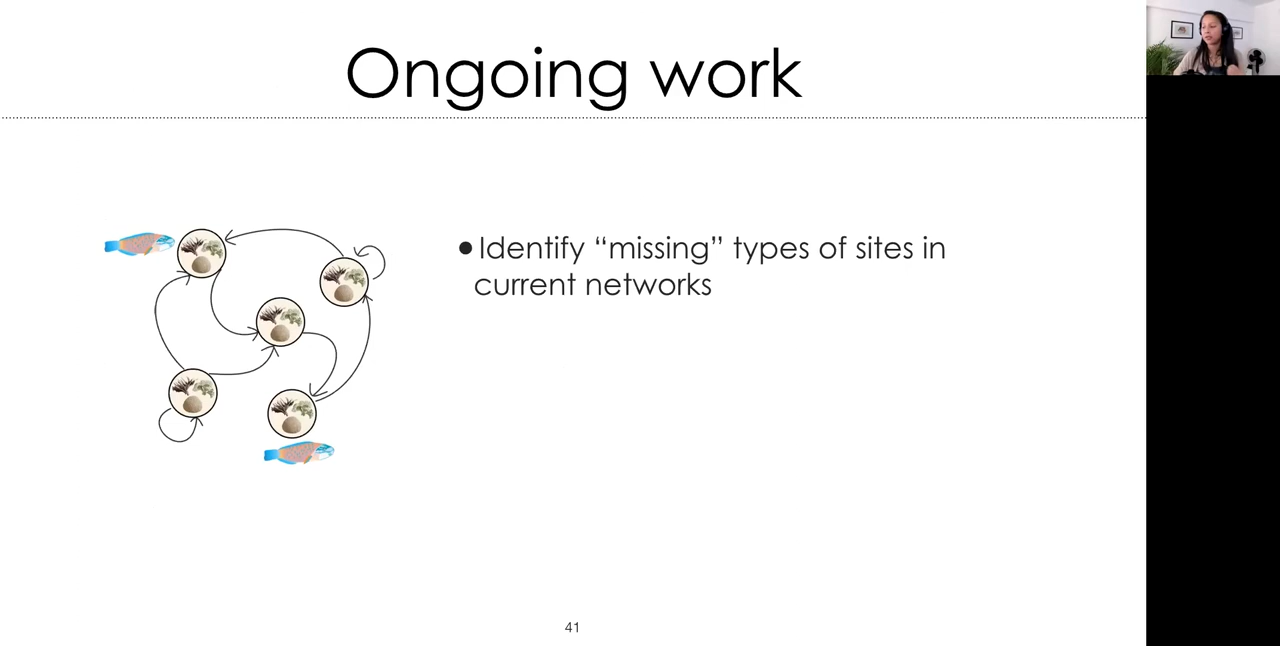 Ongoing work
•Identify “missing” types of sites in
current networks
41